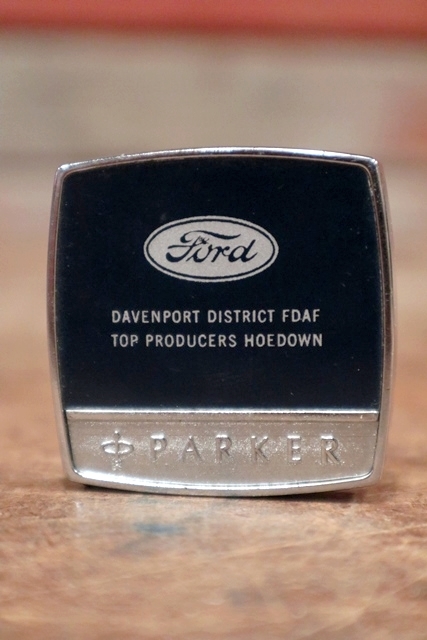 Ford
DAVENPORT DISTRICT FDAF
TOP PRODUCERS HOEDOWN
PARKER